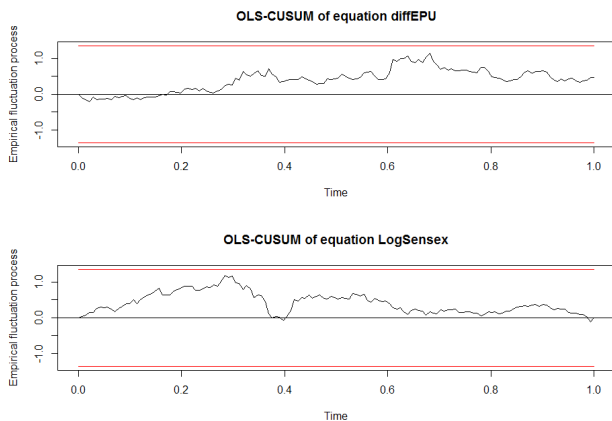 OLS-CUSUM of equation diffEPU
Empirical fluctuation process
1.0
0.0
-1.0
0.0 0.2 0.4 0.6 0.8 1.0
Time
OLS-CUSUM of equation LogSensex
Empirical fluctuation process
1.0
0.0
-1.0
0.0 0.2 0.4 0.6 0.8 1.0
Time